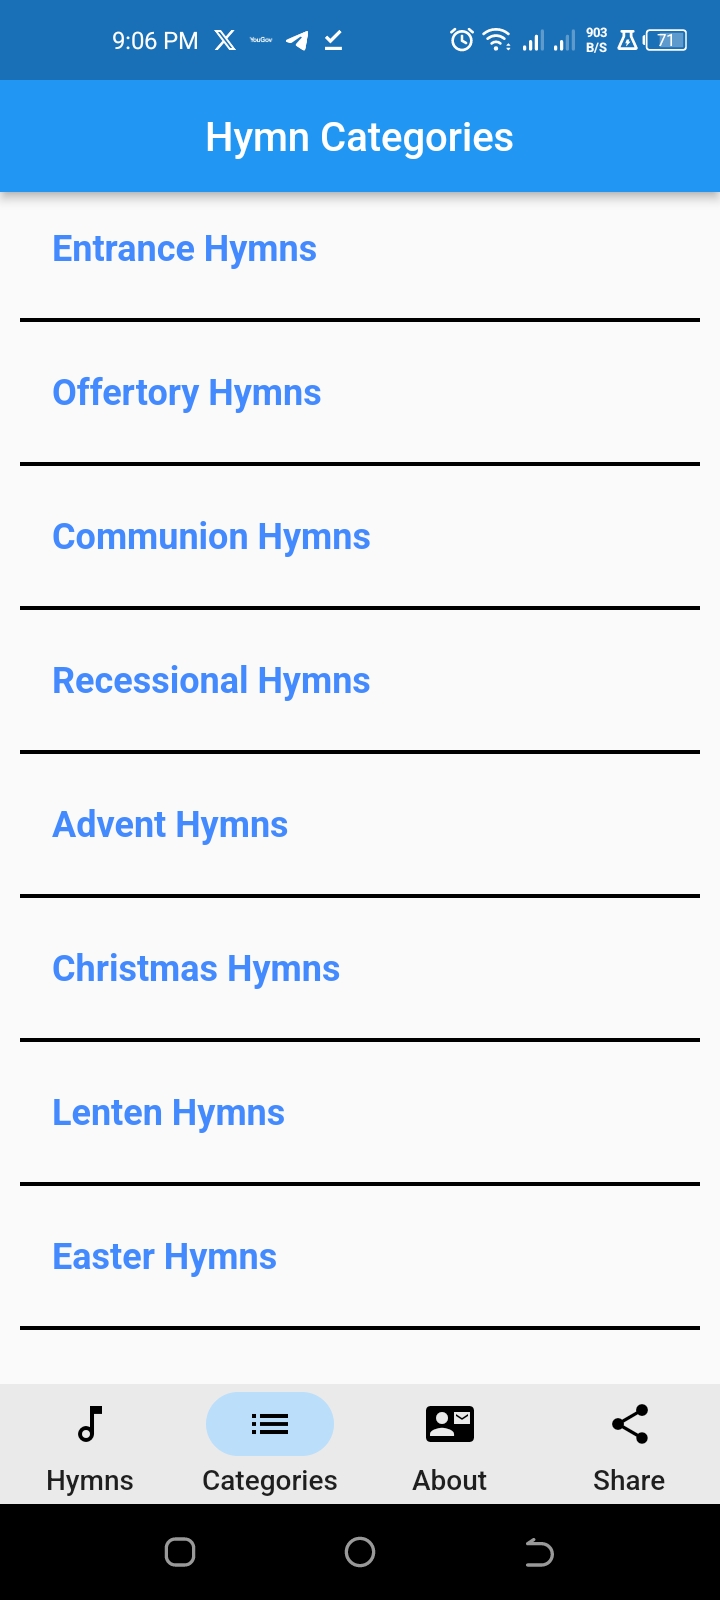 9:06 PM YouGov 903 B/S 71
Hymn Categories
Entrance Hymns
Offertory Hymns
Communion Hymns
Recessional Hymns
Advent Hymns
Christmas Hymns
Lenten Hymns
Easter Hymns
Hymns Categories About Share